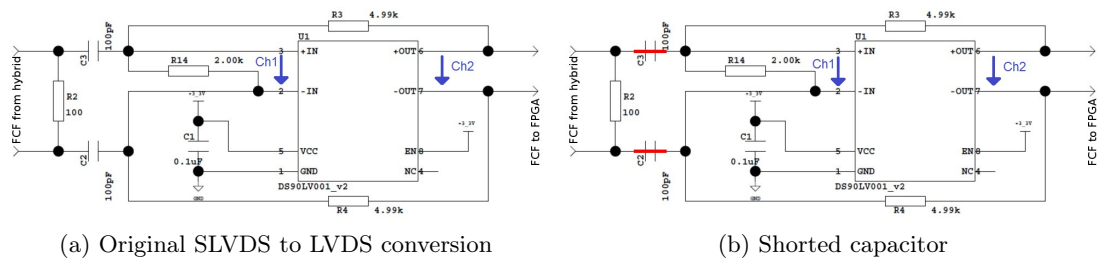 R3 4.99k
U1
100pF
C3
3 +IN +OUT 6
R14 2.00k
Ch1
Ch2
2 -IN -OUT 7
FCF from hybrid
R2
100
+3_3V
C1
0.1uF
+3_3V
5 VCC EN 8
C2
1 GND NC 4
DS90LV001_v2
100pF
GND
R4 4.99k
FCF to FPGA
(a) Original SLVDS to LVDS conversion
R3 4.99k
U1
100pF
C3
3 +IN +OUT 6
R14 2.00k
Ch1
Ch2
2 -IN -OUT 7
FCF from hybrid
R2
100
+3_3V
C1
0.1uF
+3_3V
5 VCC EN 8
C2
1 GND NC 4
DS90LV001_v2
100pF
GND
R4 4.99k
FCF to FPGA
(b) Shorted capacitor